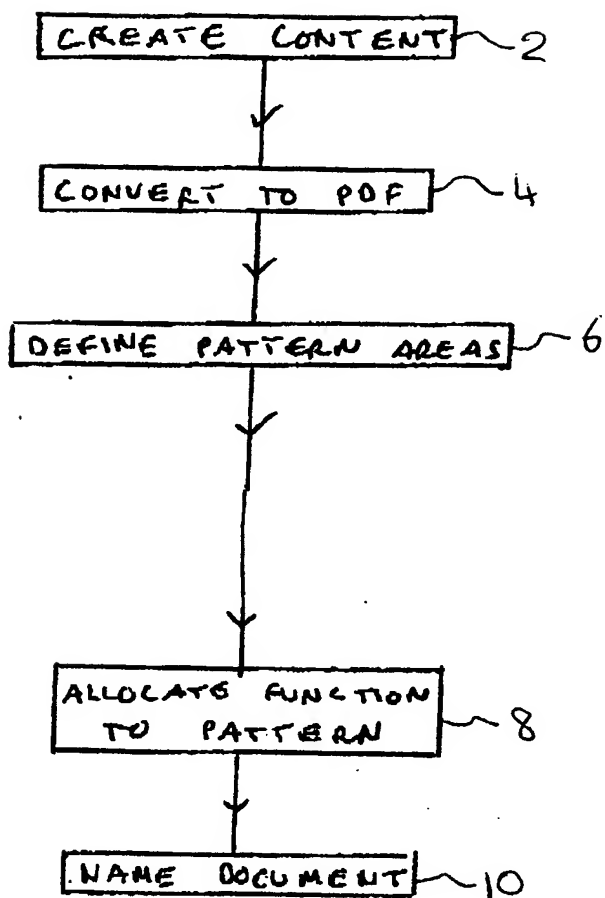 CREATE CONTENT 2
CONVERT TO PDF 4
DEFINE PATTERN AREAS 6
ALLOCATE FUNCTION
TO PATTERN 8
NAME DOCUMENT 10